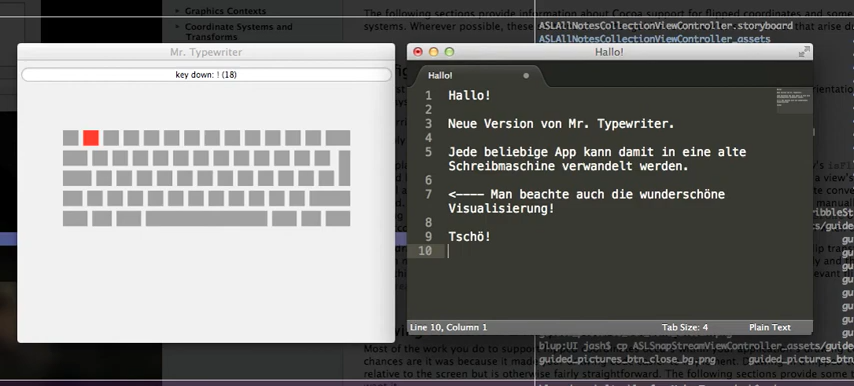 Graphics Contexts
Coordinate Systems and
Transforms
The following sections provide information about Cocoa support for flipped coordinates and some
systems. Wherever possible, these
ASLAllNotesCollectionViewController.storyboard
ASLAllNotesCollectionViewController_assets
Mr. Typewriter
key down: ! (18)
Hallo!
Hallo!
1 Hallo!
2
3 Neue Version von Mr. Typewriter.
4
5 Jede beliebige App kann damit in eine alte
Schreibmaschine verwandelt werden.
6
7 <---- Man beachte auch die wunderschöne
Visualisierung!
8
9 Tschö!
10
Line 10, Column 1
Tab Size: 4
Plain Text
blup:UI josh$ cp ASLSnapStreamViewController_assets/guide
guided_pictures_btn_close_bg.png guided_pictures_bt
Most of the work you do to support
chances are it was because it made
relative to the screen but is otherwise fairly straightforward. The following sections provide some